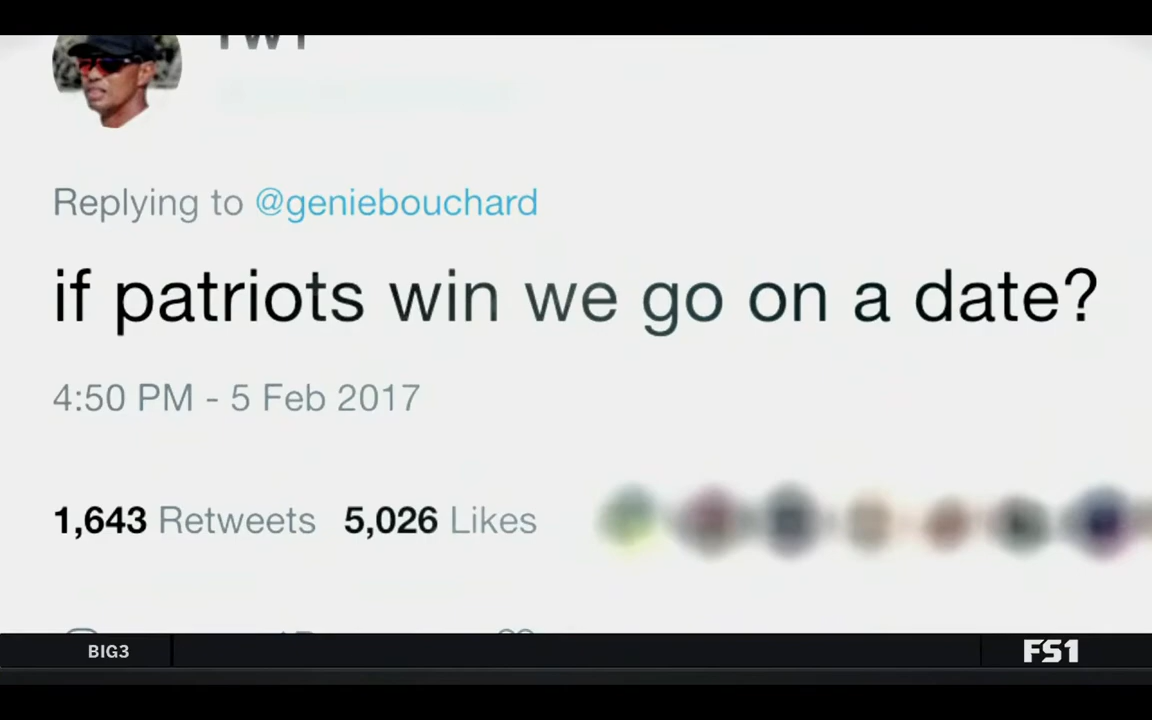 Replying to @geniebouchard
if patriots win we go on a date?
4:50 PM - 5 Feb 2017
1,643 Retweets 5,026 Likes
BIG3
FS1